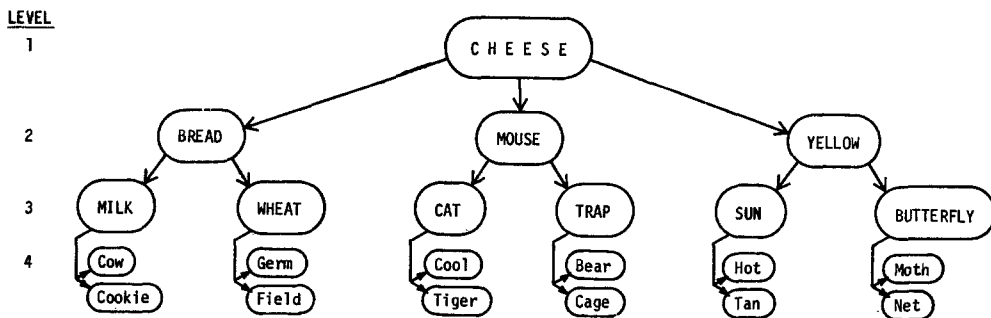 LEVEL
1 CHEESE
2 BREAD MOUSE YELLOW
3 MILK WHEAT CAT TRAP SUN BUTTERFLY
4 Cow Germ Cool Bear Hot Moth
Cookie Field Tiger Cage Tan Net